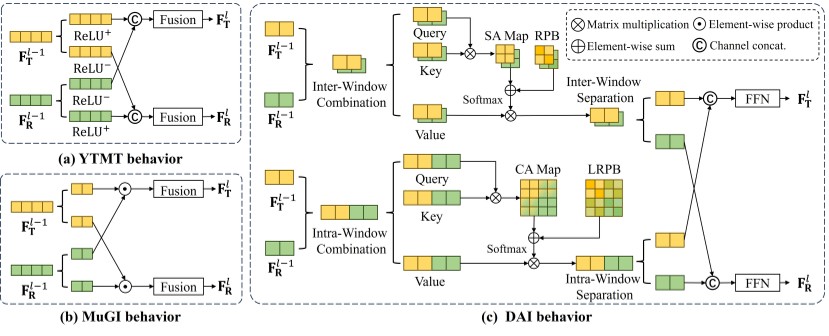 F_T^{l-1}
ReLU^+
ReLU^-
F_R^{l-1}
ReLU^-
ReLU^+
C
C
Fusion
F_T^l
Fusion
F_R^l
(a) YTMT behavior
F_T^{l-1}
F_R^{l-1}
Fusion
F_T^l
Fusion
F_R^l
(b) MuGI behavior
F_T^{l-1}
F_R^{l-1}
Inter-Window
Combination
Query
Key
Value
SA Map
RPB
Softmax
Inter-Window
Separation
F_T^{l-1}
F_R^{l-1}
Intra-Window
Combination
Query
Key
Value
CA Map
LRPB
Softmax
Intra-Window
Separation
C
FFN
F_T^l
C
FFN
F_R^l
Matrix multiplication
Element-wise product
Element-wise sum
C Channel concat.
(c) DAI behavior